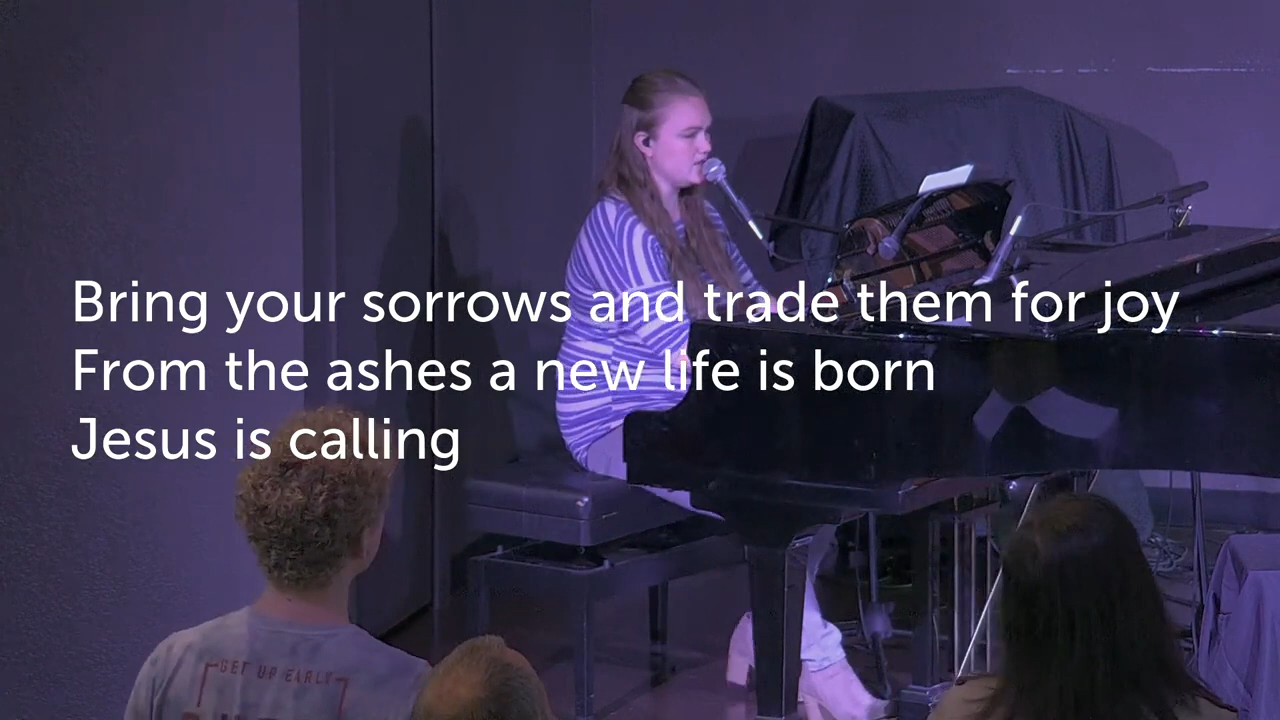 Bring your sorrows and trade them for joy
From the ashes a new life is born
Jesus is calling
GET UP EARLY